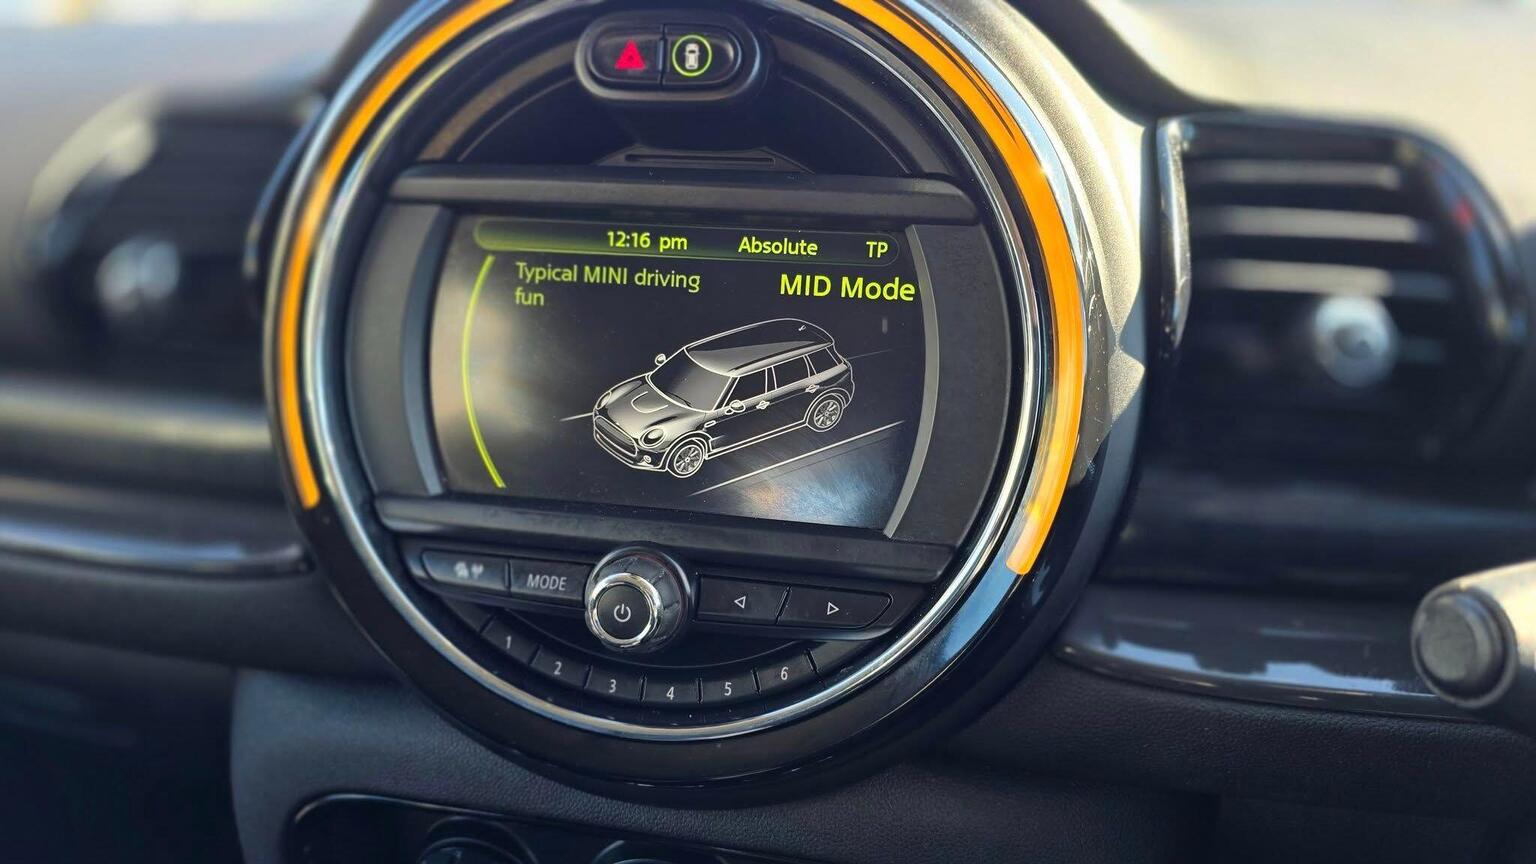 12:16 pm Absolute TP
Typical MINI driving
fun
MID Mode
MODE
1 2 3 4 5 6